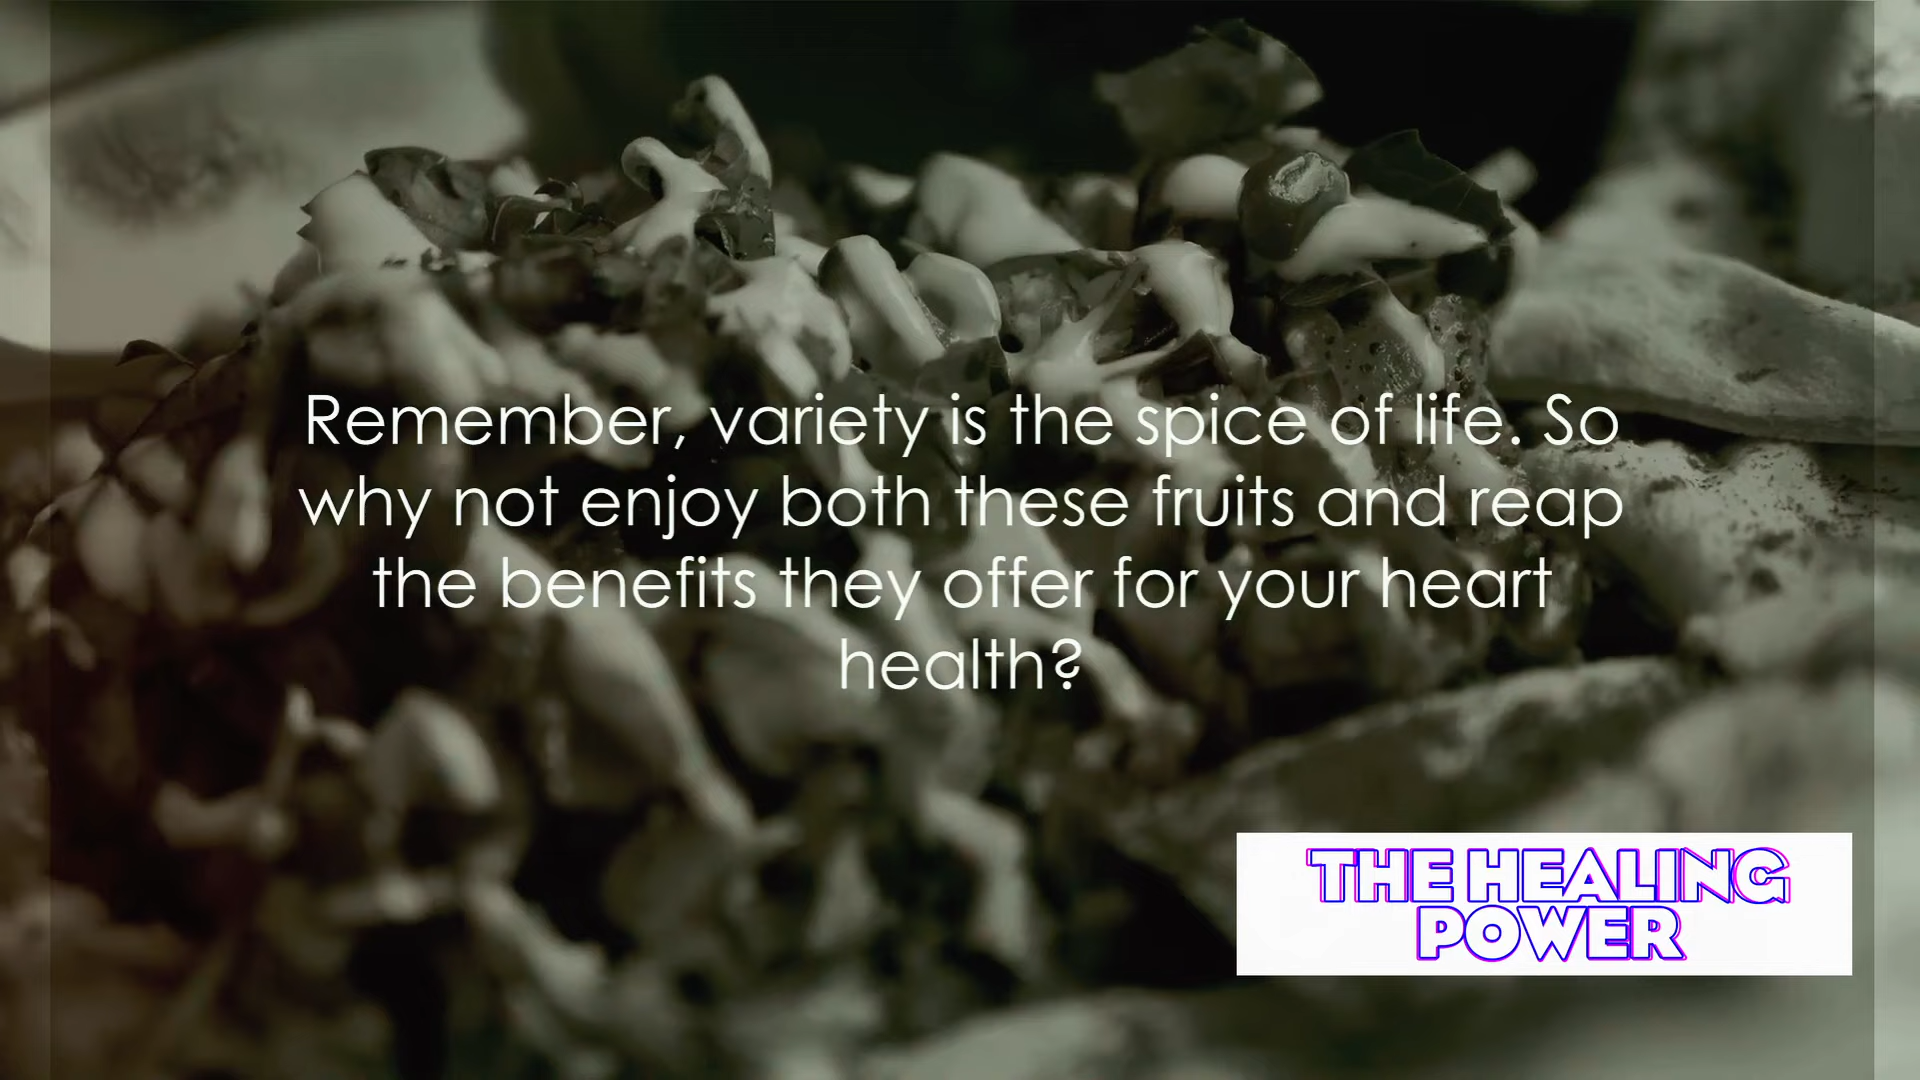 Remember, variety is the spice of life. So
why not enjoy both these fruits and reap
the benefits they offer for your heart
health?
THE HEALING
POWER